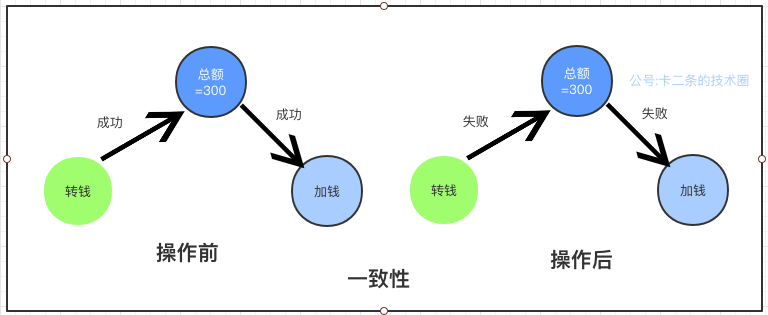 总额
=300
成功
成功
转钱
加钱
操作前
总额
=300
公号:卡二条的技术圈
失败
失败
转钱
加钱
操作后
一致性